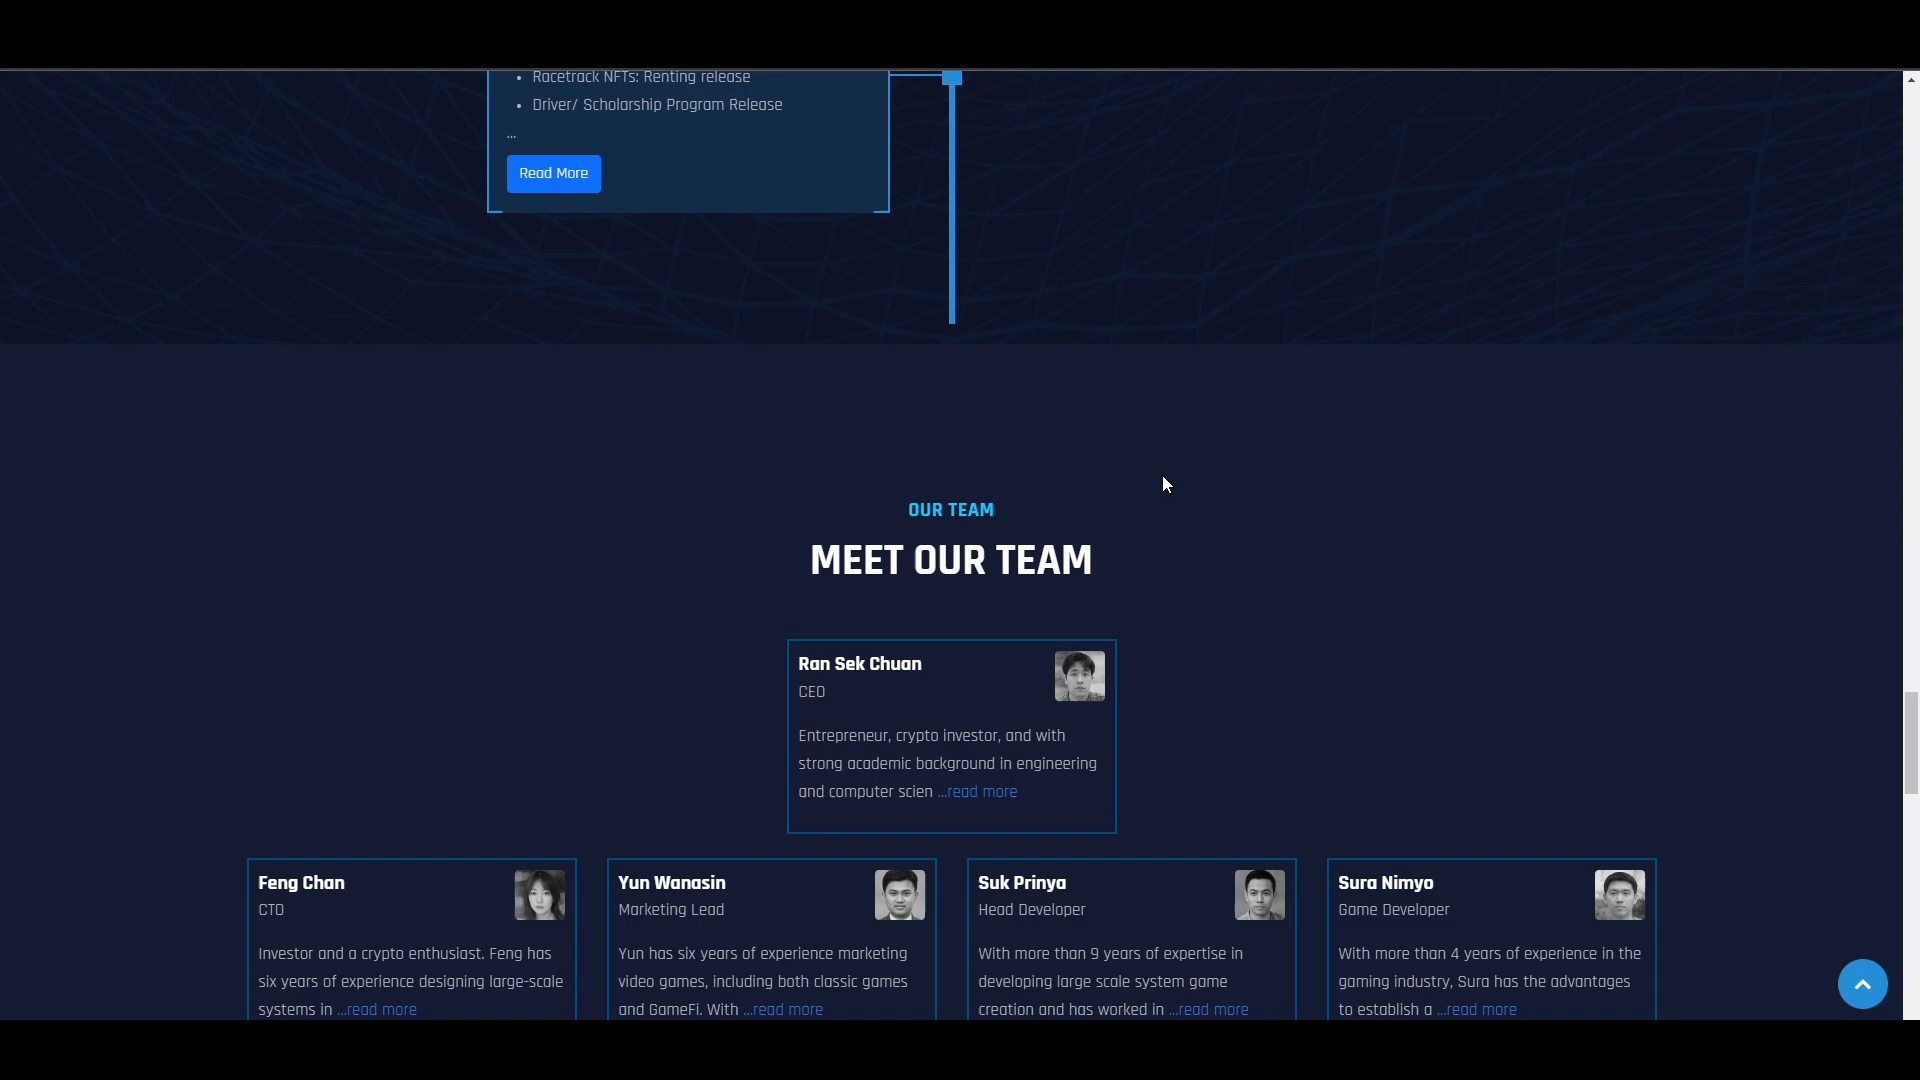 • Racetrack NFTs: Renting release
• Driver/ Scholarship Program Release
...
Read More
OUR TEAM
MEET OUR TEAM
Ran Sek Chuan
CEO
Entrepreneur, crypto investor, and with
strong academic background in engineering
and computer scien ...read more
Feng Chan
CTO
Investor and a crypto enthusiast. Feng has
six years of experience designing large-scale
systems in ...read more
Yun Wanasin
Marketing Lead
Yun has six years of experience marketing
video games, including both classic games
and GameFi. With ...read more
Suk Prinya
Head Developer
With more than 9 years of expertise in
developing large scale system game
creation and has worked in ...read more
Sura Nimyo
Game Developer
With more than 4 years of experience in the
gaming industry, Sura has the advantages
to establish a ...read more